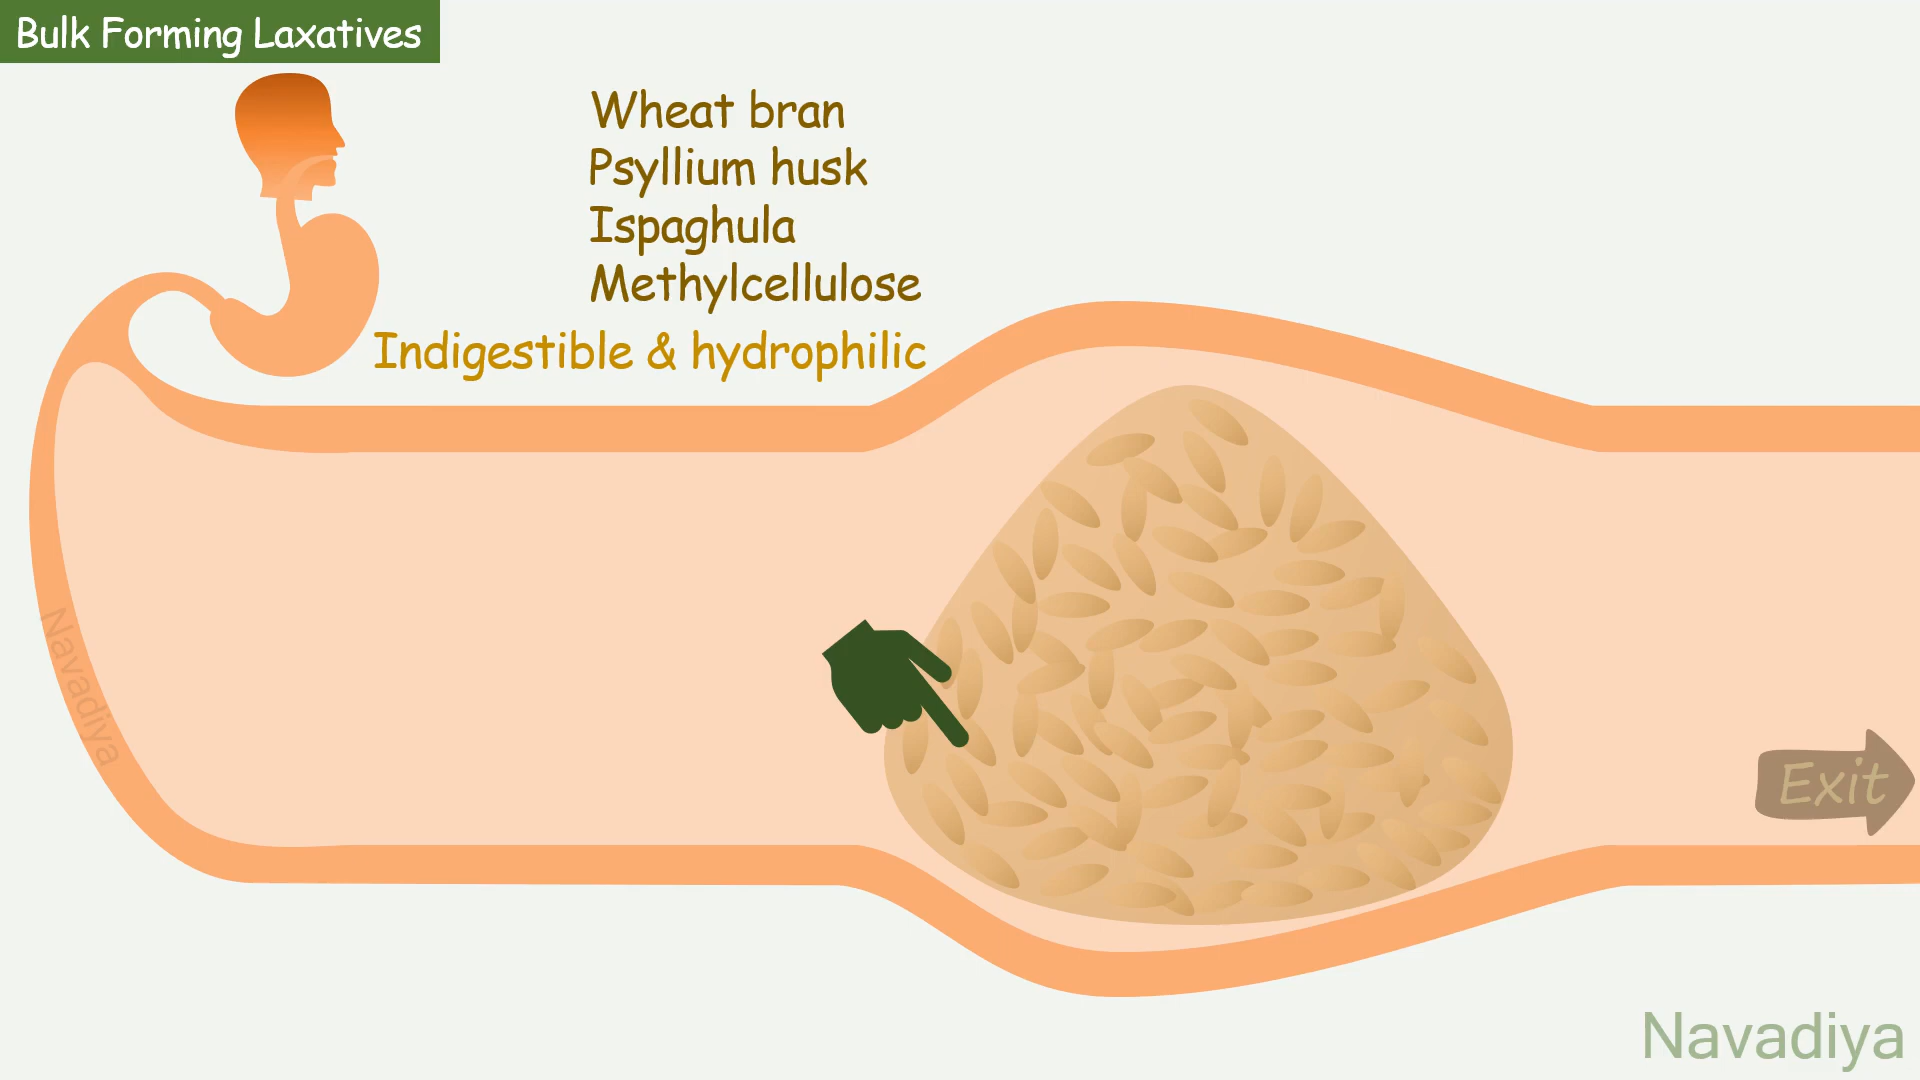 Bulk Forming Laxatives
Wheat bran
Psyllium husk
Ispaghula
Methylcellulose
Indigestible & hydrophilic
Navadiya
Exit
Navadiya